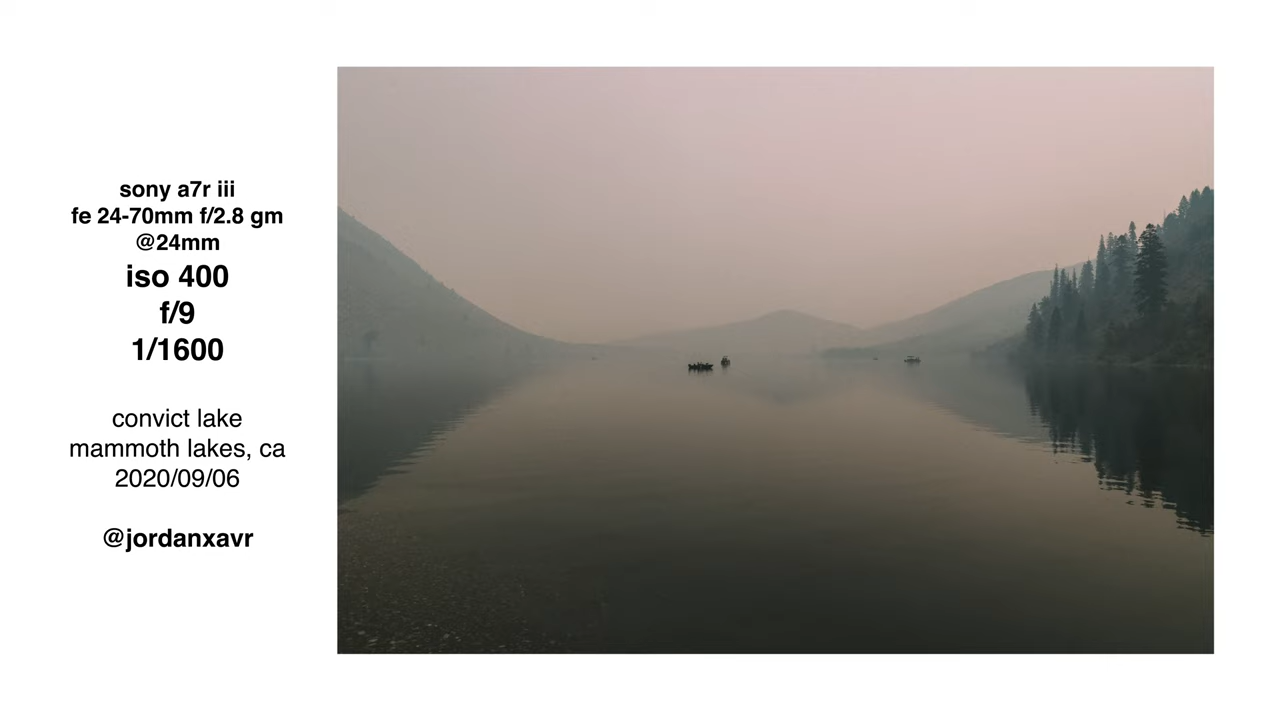 sony a7r iii
fe 24-70mm f/2.8 gm
@24mm
iso 400
f/9
1/1600
convict lake
mammoth lakes, ca
2020/09/06
@jordanxavr